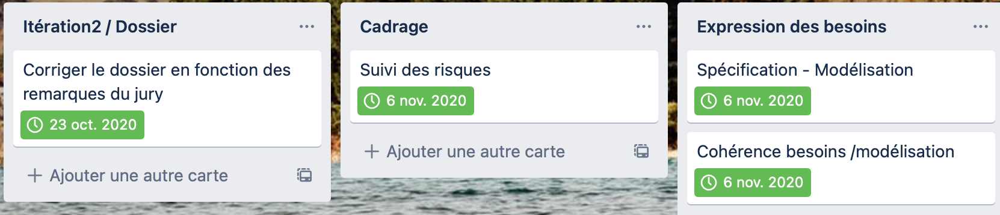 Itération2 / Dossier
Corriger le dossier en fonction des
remarques du jury
23 oct. 2020
Ajouter une autre carte
Cadrage
Suivi des risques
6 nov. 2020
Ajouter une autre carte
Expression des besoins
Spécification - Modélisation
6 nov. 2020
Cohérence besoins /modélisation
6 nov. 2020